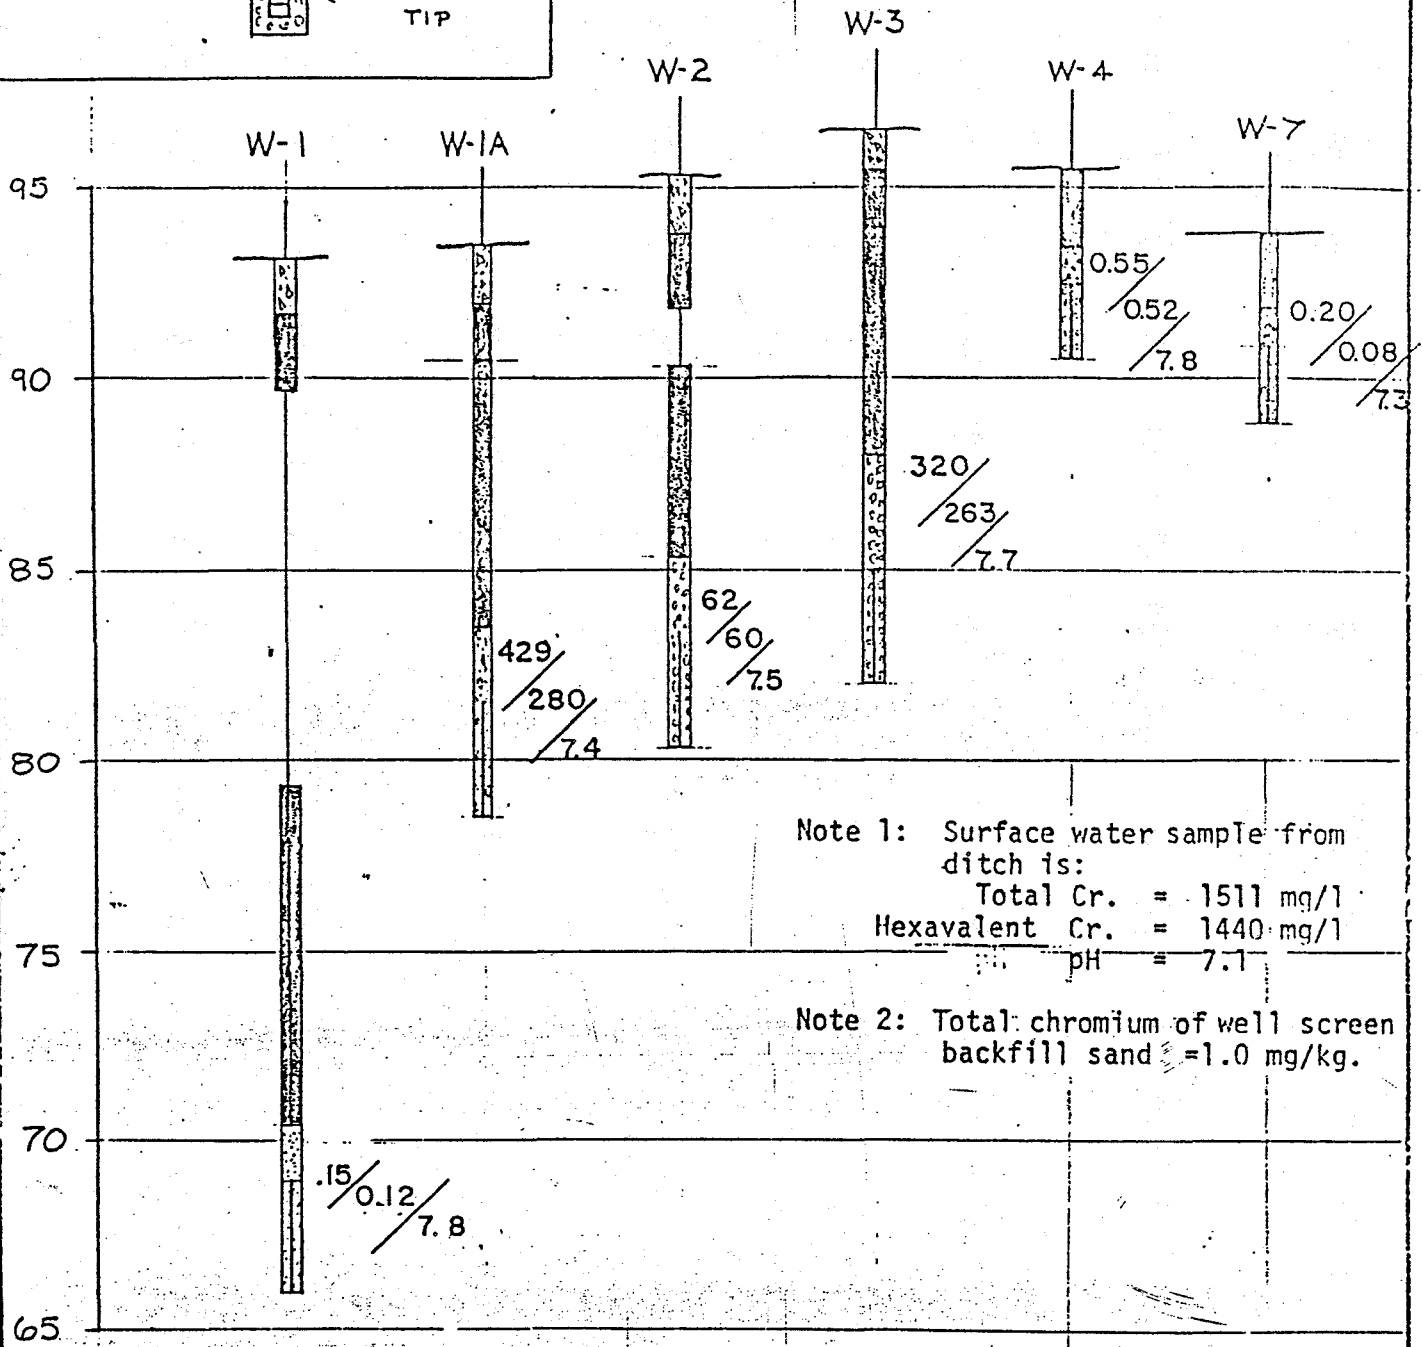 TIP
W-3
W-2
W-4
W-7
W-1
W-1A
95
0.55/0.52/7.8
0.20/0.08/7.3
90
320/263/7.7
85
62/60/7.5
429/280/7.4
80
Note 1: Surface water sample from
ditch is:
Total Cr. = 1511 mg/l
Hexavalent Cr. = 1440 mg/l
75
pH = 7.1
Note 2: Total chromium of well screen
backfill sand =1.0 mg/kg.
70
.15/0.12/7.8
65